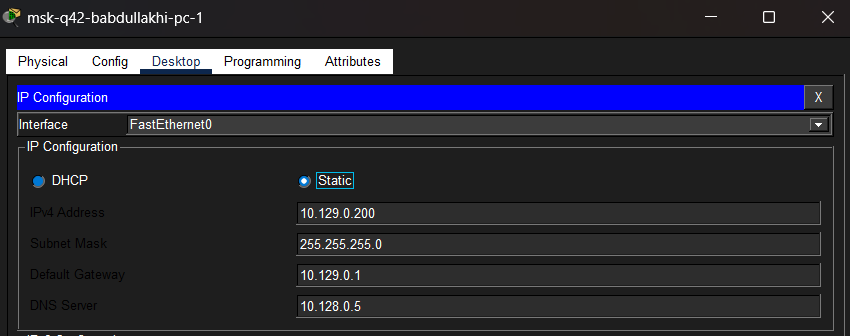 msk-q42-babdullakhi-pc-1
Physical Config Desktop Programming Attributes
IP Configuration X
Interface FastEthernet0
IP Configuration
DHCP Static
IPv4 Address 10.129.0.200
Subnet Mask 255.255.255.0
Default Gateway 10.129.0.1
DNS Server 10.128.0.5